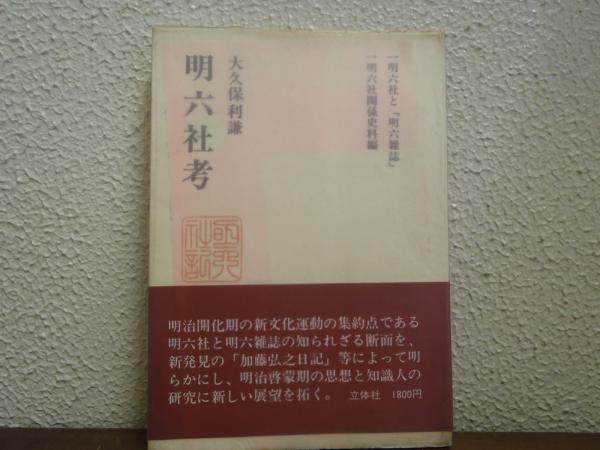 一明六社と『明六雑誌』
一明六社関係史料編
大久保利謙
明六社考
明六
社記
明治開化期の新文化運動の集約点である
明六社と明六雑誌の知られざる断面を、
新発見の「加藤弘之日記」等によって明
らかにし、明治啓蒙期の思想と知識人の
研究に新しい展望を拓く。 立体社 1800円